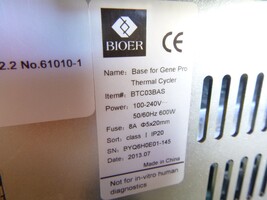 BIOER
CE
2.2 No.61010-1
Name: Base for Gene Pro
Thermal Cycler
Item#: BTC03BAS
Power: 100-240V~
50/60Hz 600W
Fuse: 8A Φ5x20mm
Sort: class I IP20
SN: BYQ6H0E01-145
Date: 2013.07
Made in China
Not for in-vitro human
diagnostics